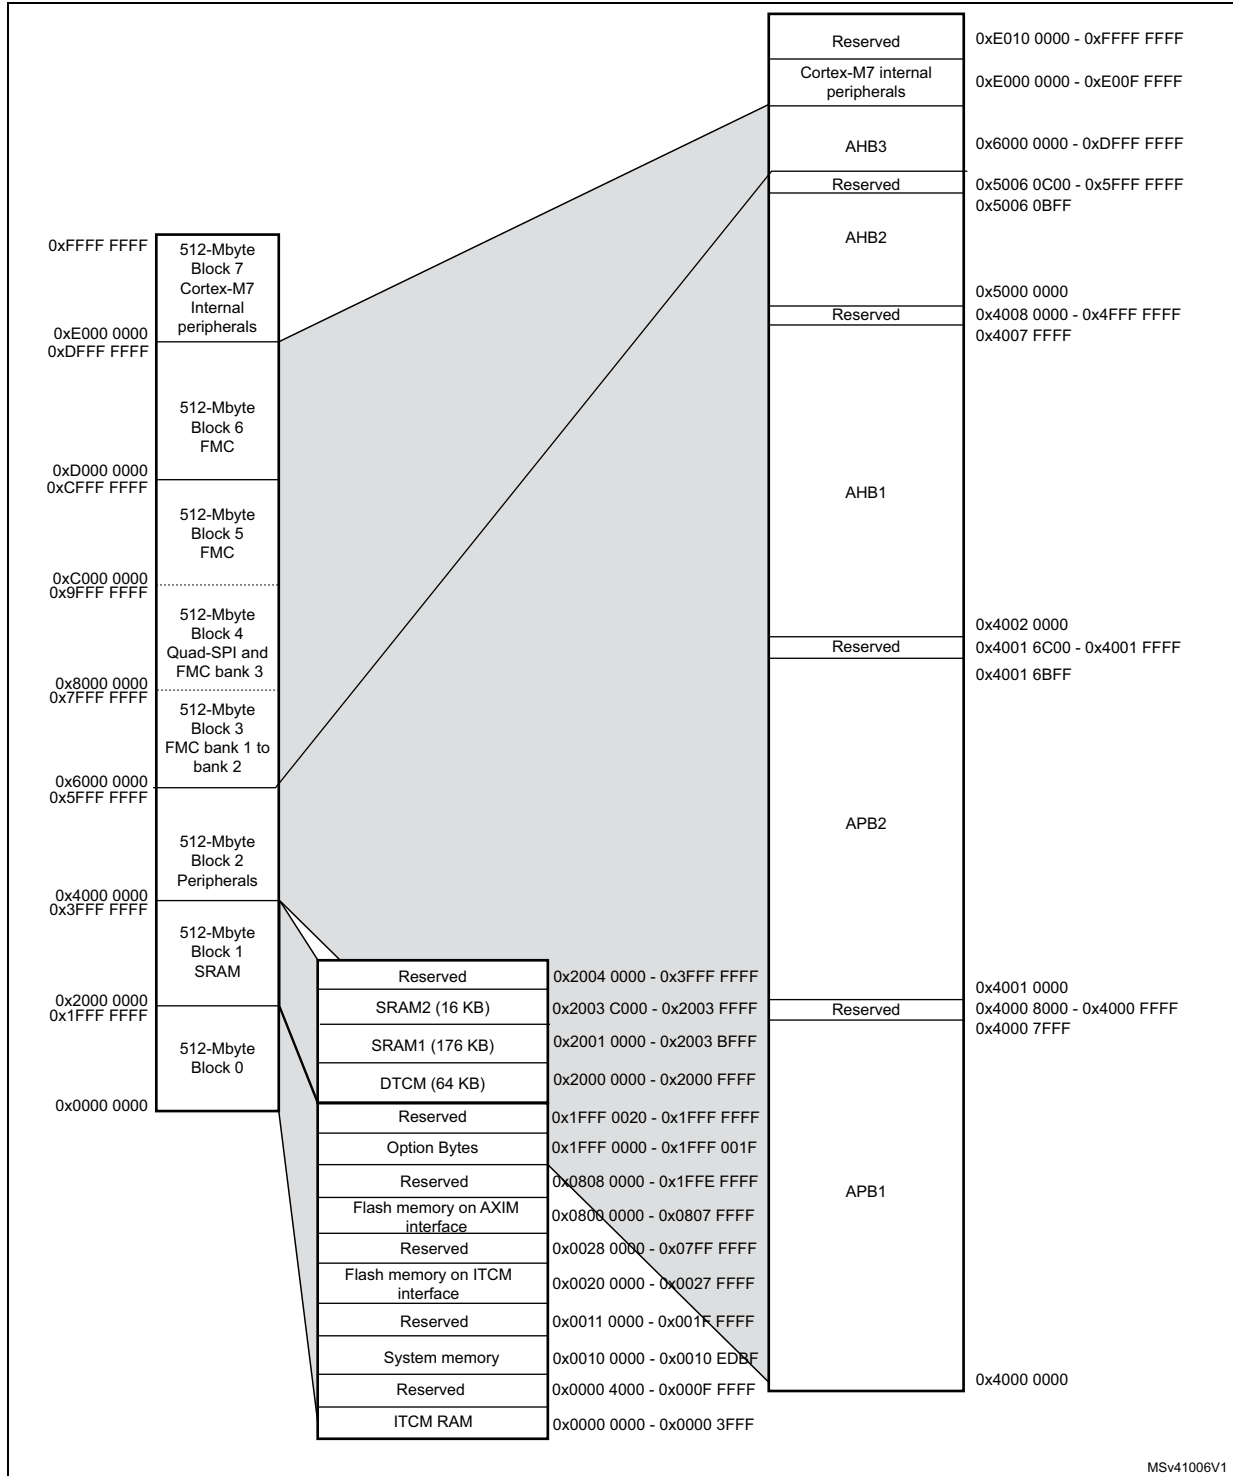 0xFFFF FFFF
512-Mbyte
Block 7
Cortex-M7
Internal
peripherals
0xE000 0000
0xDFFF FFFF
512-Mbyte
Block 6
FMC
0xD000 0000
0xCFFF FFFF
512-Mbyte
Block 5
FMC
0xC000 0000
0x9FFF FFFF
512-Mbyte
Block 4
Quad-SPI and
FMC bank 3
0x8000 0000
0x7FFF FFFF
512-Mbyte
Block 3
FMC bank 1 to
bank 2
0x6000 0000
0x5FFF FFFF
512-Mbyte
Block 2
Peripherals
0x4000 0000
0x3FFF FFFF
512-Mbyte
Block 1
SRAM
0x2000 0000
0x1FFF FFFF
512-Mbyte
Block 0
0x0000 0000
Reserved 0x2004 0000 - 0x3FFF FFFF
SRAM2 (16 KB) 0x2003 C000 - 0x2003 FFFF
SRAM1 (176 KB) 0x2001 0000 - 0x2003 BFFF
DTCM (64 KB) 0x2000 0000 - 0x2000 FFFF
Reserved 0x1FFF 0020 - 0x1FFF FFFF
Option Bytes 0x1FFF 0000 - 0x1FFF 001F
Reserved 0x0808 0000 - 0x1FFE FFFF
Flash memory on AXIM
interface
0x0800 0000 - 0x0807 FFFF
Reserved 0x0028 0000 - 0x07FF FFFF
Flash memory on ITCM
interface
0x0020 0000 - 0x0027 FFFF
Reserved 0x0011 0000 - 0x001F FFFF
System memory 0x0010 0000 - 0x0010 EDBF
Reserved 0x0000 4000 - 0x000F FFFF
ITCM RAM 0x0000 0000 - 0x0000 3FFF
Reserved 0xE010 0000 - 0xFFFF FFFF
Cortex-M7 internal
peripherals
0xE000 0000 - 0xE00F FFFF
AHB3 0x6000 0000 - 0xDFFF FFFF
Reserved 0x5006 0C00 - 0x5FFF FFFF
0x5006 0BFF
AHB2
0x5000 0000
Reserved 0x4008 0000 - 0x4FFF FFFF
0x4007 FFFF
AHB1
0x4002 0000
Reserved 0x4001 6C00 - 0x4001 FFFF
0x4001 6BFF
APB2
0x4001 0000
Reserved 0x4000 8000 - 0x4000 FFFF
0x4000 7FFF
APB1
0x4000 0000
MSv41006V1